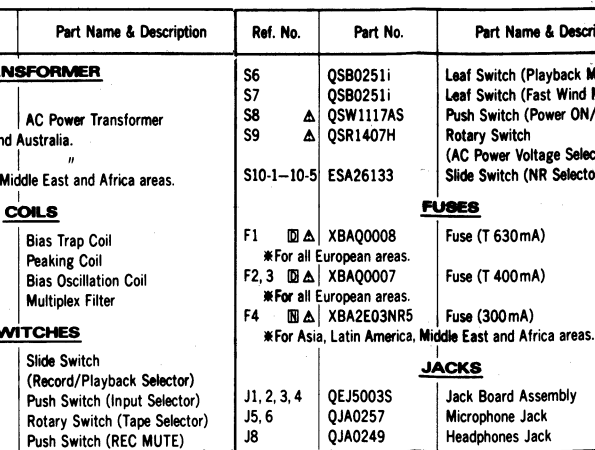 Part Name & Description
NSFORMER
AC Power Transformer
nd Australia.
"
Middle East and Africa areas.
COILS
Bias Trap Coil
Peaking Coil
Bias Oscillation Coil
Multiplex Filter
WITCHES
Slide Switch
(Record/Playback Selector)
Push Switch (Input Selector)
Rotary Switch (Tape Selector)
Push Switch (REC MUTE)
Ref. No. Part No. Part Name & Descri
S6 QSB0251i Leaf Switch (Playback M
S7 QSB0251i Leaf Switch (Fast Wind M
S8 ⚠ QSW1117AS Push Switch (Power ON/
S9 ⚠ QSR1407H Rotary Switch
(AC Power Voltage Selec
S10-1—10-5 ESA26133 Slide Switch (NR Selecto
FUSES
F1 D ⚠ XBAQ0008 Fuse (T 630mA)
※For all European areas.
F2, 3 D ⚠ XBAQ0007 Fuse (T 400mA)
※For all European areas.
F4 N ⚠ XBA2E03NR5 Fuse (300mA)
※For Asia, Latin America, Middle East and Africa areas.
JACKS
J1, 2, 3, 4 QEJ5003S Jack Board Assembly
J5, 6 QJA0257 Microphone Jack
J8 QJA0249 Headphones Jack